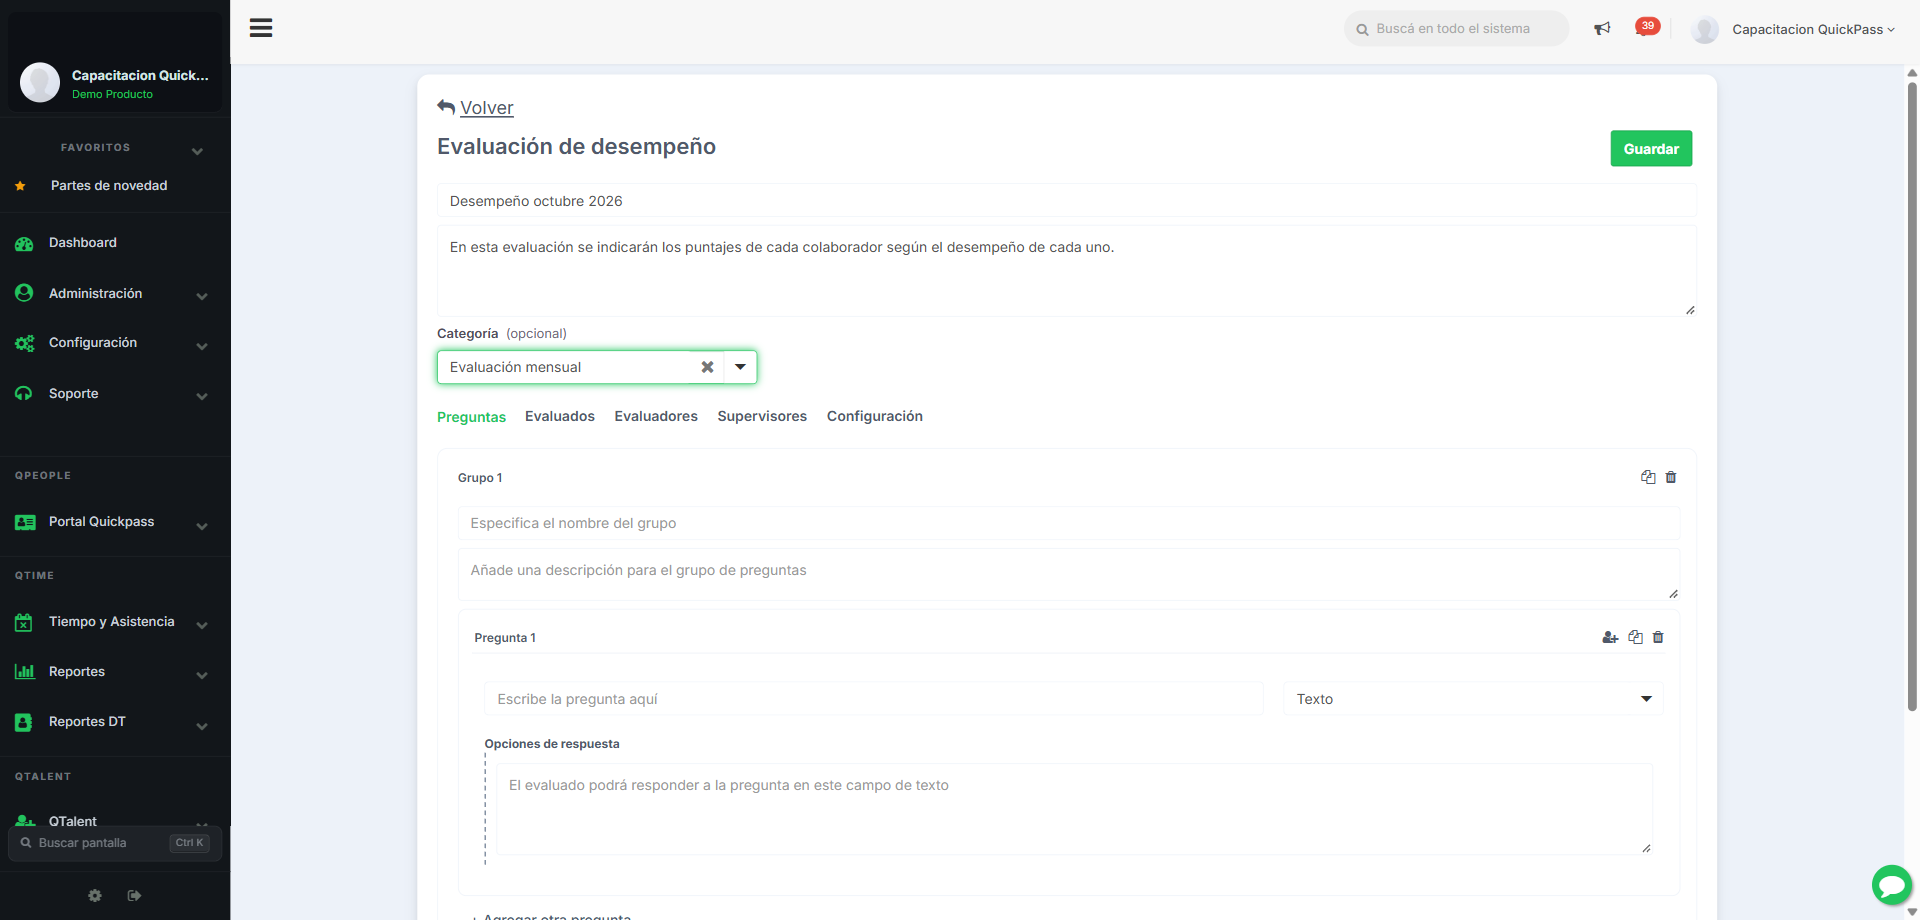 Capacitacion Quick...
Demo Producto
FAVORITOS
Partes de novedad
Dashboard
Administración
Configuración
Soporte
QPEOPLE
Portal Quickpass
QTIME
Tiempo y Asistencia
Reportes
Reportes DT
QTALENT
QTalent
Buscar pantalla Ctrl K
Buscá en todo el sistema
39
Capacitacion QuickPass
Volver
Evaluación de desempeño
Guardar
Desempeño octubre 2026
En esta evaluación se indicarán los puntajes de cada colaborador según el desempeño de cada uno.
Categoría (opcional)
Evaluación mensual
Preguntas Evaluados Evaluadores Supervisores Configuración
Grupo 1
Especifica el nombre del grupo
Añade una descripción para el grupo de preguntas
Pregunta 1
Escribe la pregunta aquí
Texto
Opciones de respuesta
El evaluado podrá responder a la pregunta en este campo de texto
+ Agregar otra pregunta